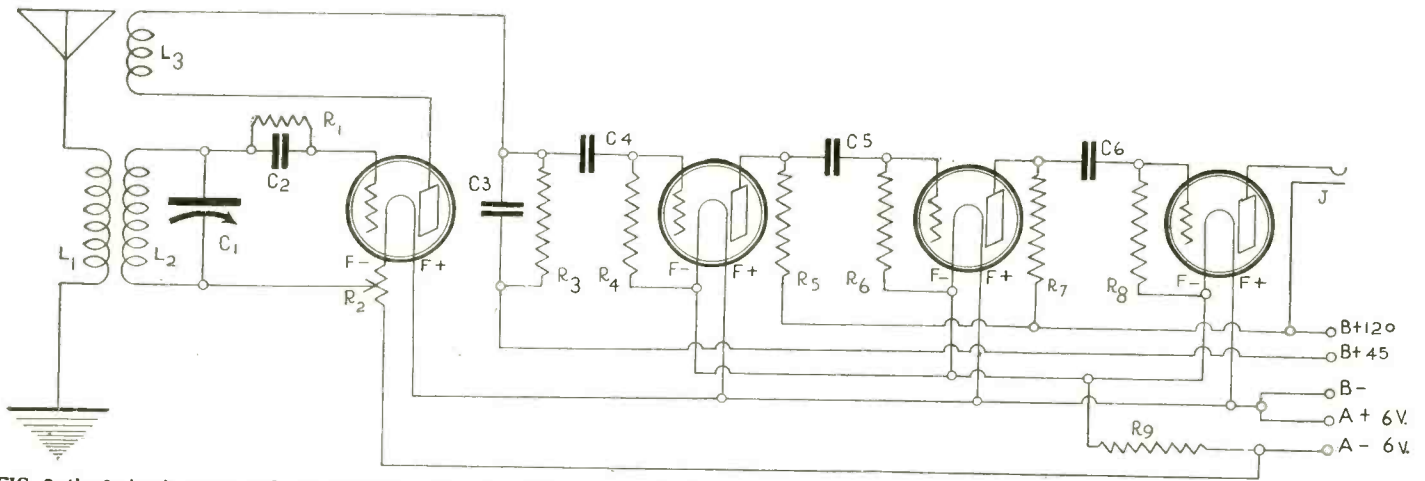 L3
R1
C2
C1
L1
L2
F- F+
R2
C3
C4
R3
R4
F- F+
C5
R5
R6
F- F+
C6
R7
R8
F- F+
J
B+120
B+45
B-
A+ 6V.
A- 6V.
R9